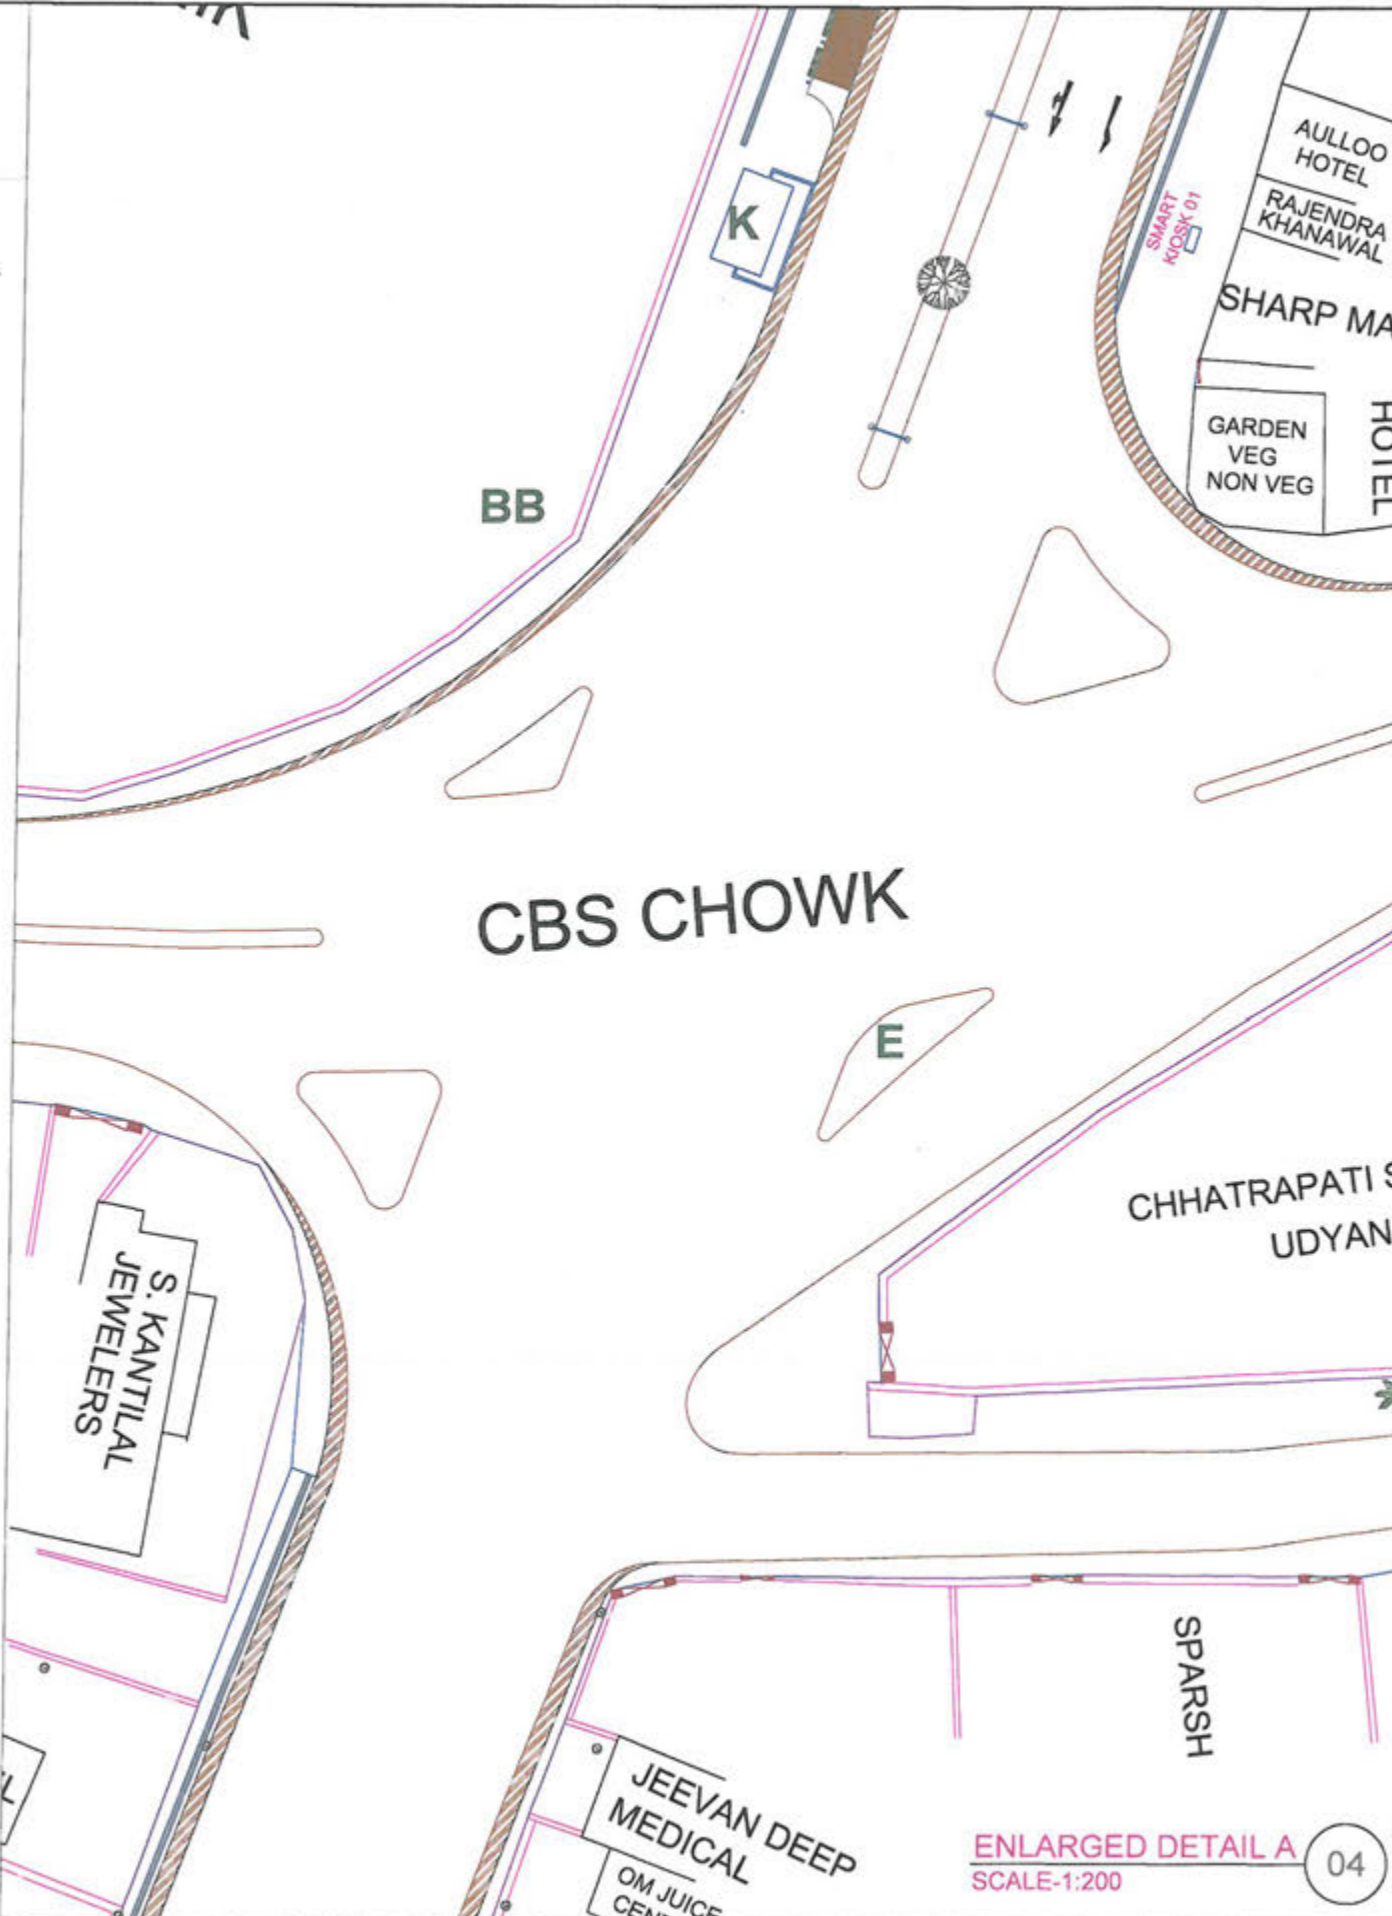 AULLOO
HOTEL
RAJENDRA
KHANAWAL
SMART
KIOSK 01
K
SHARP MA
GARDEN
VEG
NON VEG
HOTEL
BB
CBS CHOWK
E
CHHATRAPATI S
UDYAN
S. KANTILAL
JEWELERS
SPARSH
JEEVAN DEEP
MEDICAL
OM JUICE
ENLARGED DETAIL A
SCALE-1:200
04